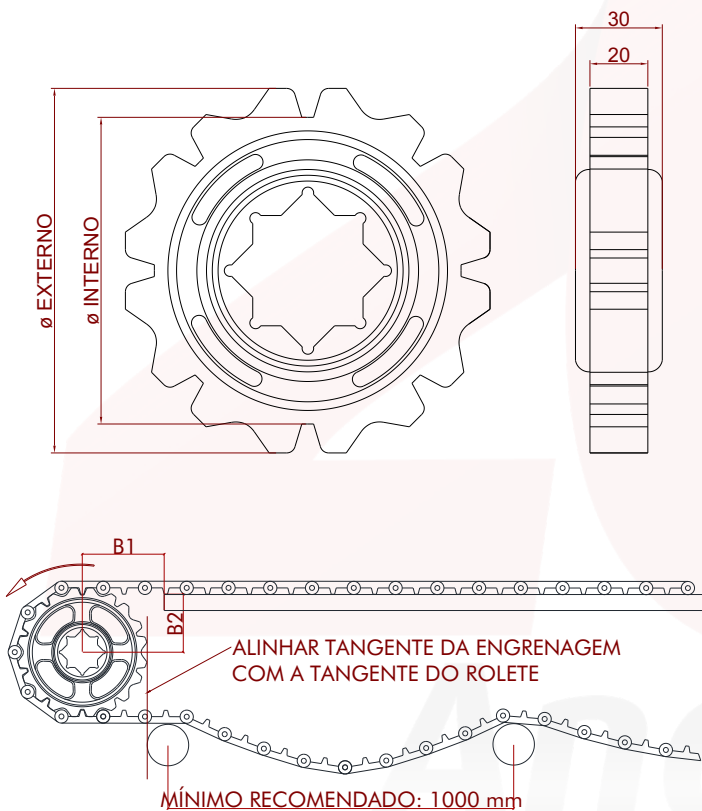 30
20
ø EXTERNO
ø INTERNO
B1
B2
ALINHAR TANGENTE DA ENGRENAGEM
COM A TANGENTE DO ROLETE
MÍNIMO RECOMENDADO: 1000 mm